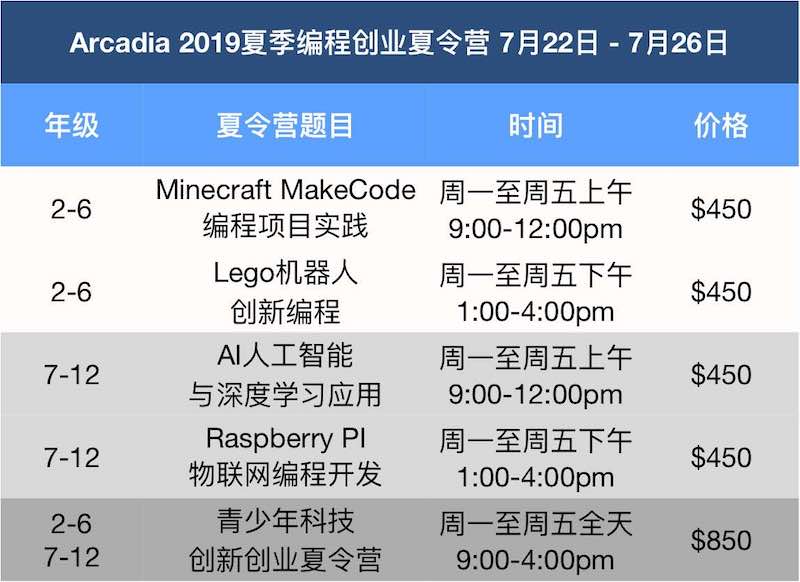 Arcadia 2019夏季编程创业夏令营 7月22日 - 7月26日
年级 夏令营题目 时间 价格
2-6 Minecraft MakeCode 编程项目实践 周一至周五上午 9:00-12:00pm $450
2-6 Lego机器人 创新编程 周一至周五下午 1:00-4:00pm $450
7-12 AI人工智能 与深度学习应用 周一至周五上午 9:00-12:00pm $450
7-12 Raspberry PI 物联网编程开发 周一至周五下午 1:00-4:00pm $450
2-6 7-12 青少年科技 创新创业夏令营 周一至周五全天 9:00-4:00pm $850